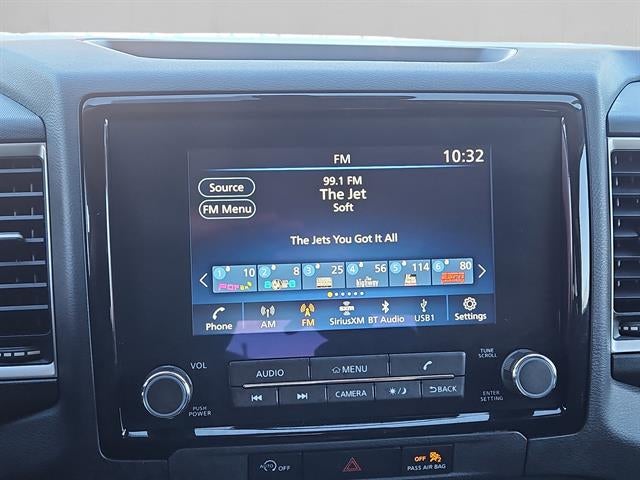 FM 10:32
99.1 FM
Source
The Jet
FM Menu
Soft
The Jets You Got It All
1 10 2 8 3 25 4 56 5 114 6 80
Phone AM FM SiriusXM BT Audio USB1 Settings
VOL
PUSH POWER
AUDIO MENU
CAMERA BACK
TUNE SCROLL
ENTER SETTING
AUTO OFF
OFF
PASS AIR BAG